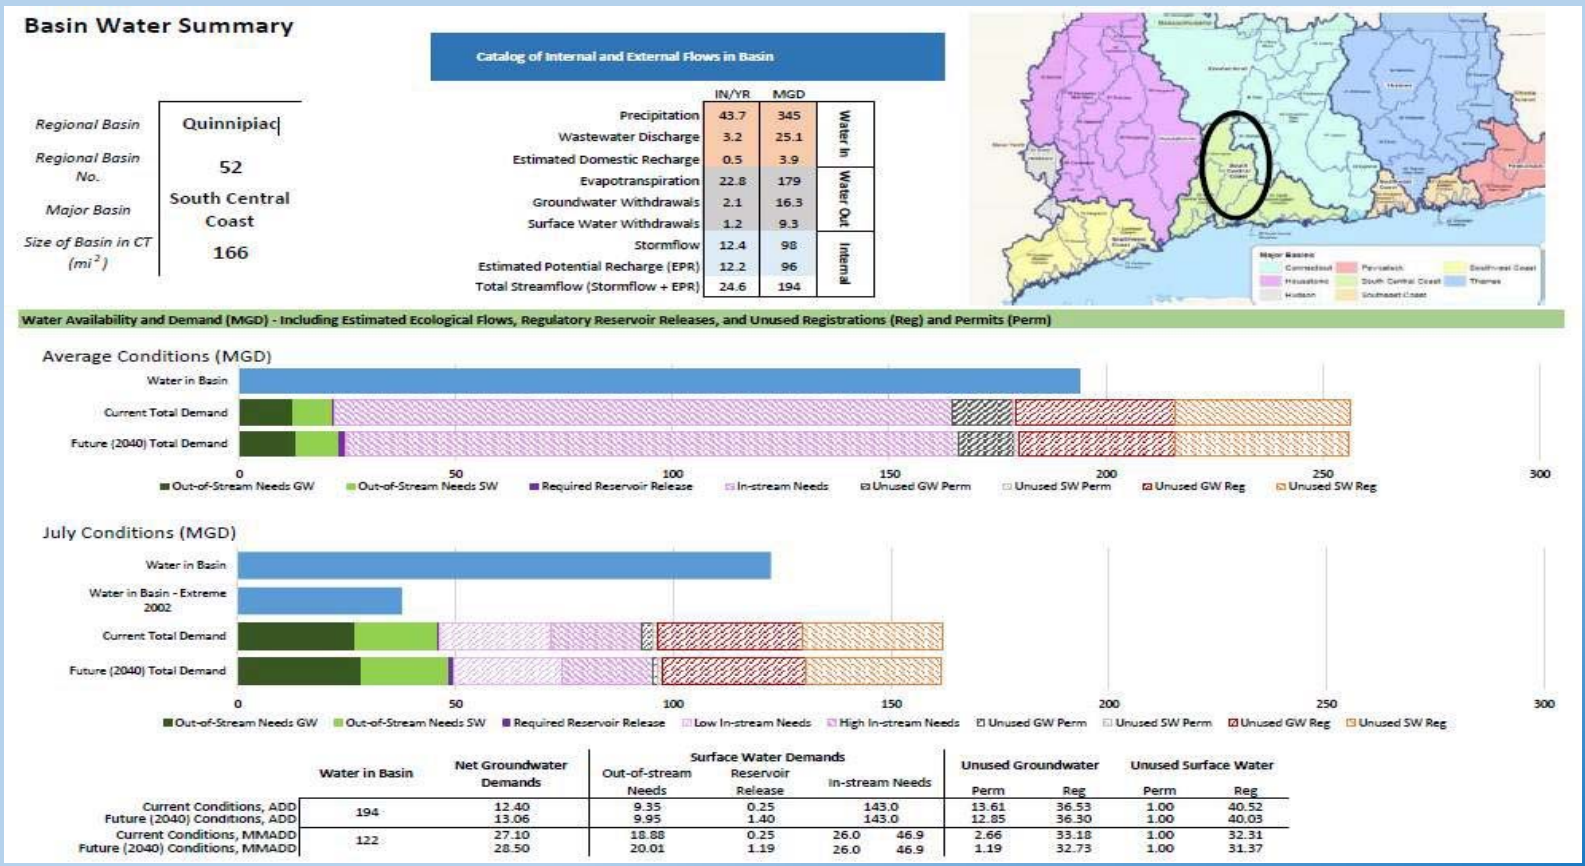 Basin Water Summary
Catalog of Internal and External Flows in Basin
Regional Basin Quinnipiac
Regional Basin No. 52
Major Basin South Central Coast
Size of Basin in CT (mi²) 166
IN/YR MGD
Precipitation 43.7 345
Wastewater Discharge 3.2 25.1
Estimated Domestic Recharge 0.5 3.9
Water In
Evapotranspiration 22.8 179
Groundwater Withdrawals 2.1 16.3
Surface Water Withdrawals 1.2 9.3
Water Out
Stormflow 12.4 98
Estimated Potential Recharge (EPR) 12.2 96
Total Streamflow (Stormflow + EPR) 24.6 194
Internal
South Central Coast
Major Basins
Connecticut Pawcatuck Southwest Coast
Housatonic South Central Coast Thames
Hudson Southeast Coast
Water Availability and Demand (MGD) - Including Estimated Ecological Flows, Regulatory Reservoir Releases, and Unused Registrations (Reg) and Permits (Perm)
Average Conditions (MGD)
Water in Basin
Current Total Demand
Future (2040) Total Demand
0 50 100 150 200 250 300
Out-of-Stream Needs GW Out-of-Stream Needs SW Required Reservoir Release In-stream Needs Unused GW Perm Unused SW Perm Unused GW Reg Unused SW Reg
July Conditions (MGD)
Water in Basin
Water in Basin - Extreme
2002
Current Total Demand
Future (2040) Total Demand
0 50 100 150 200 250 300
Out-of-Stream Needs GW Out-of-Stream Needs SW Required Reservoir Release Low In-stream Needs High In-stream Needs Unused GW Perm Unused SW Perm Unused GW Reg Unused SW Reg
Surface Water Demands
Water in Basin Net Groundwater Demands Out-of-stream Needs Reservoir Release In-stream Needs Unused Groundwater Unused Surface Water
Perm Reg Perm Reg
Current Conditions, ADD 194 12.40 9.35 0.25 143.0 13.61 36.53 1.00 40.52
Future (2040) Conditions, ADD 13.06 9.95 1.40 143.0 12.85 36.30 1.00 40.03
Current Conditions, MMADD 122 27.10 18.88 0.25 26.0 46.9 2.66 33.18 1.00 32.31
Future (2040) Conditions, MMADD 28.50 20.01 1.19 26.0 46.9 1.19 32.73 1.00 31.37